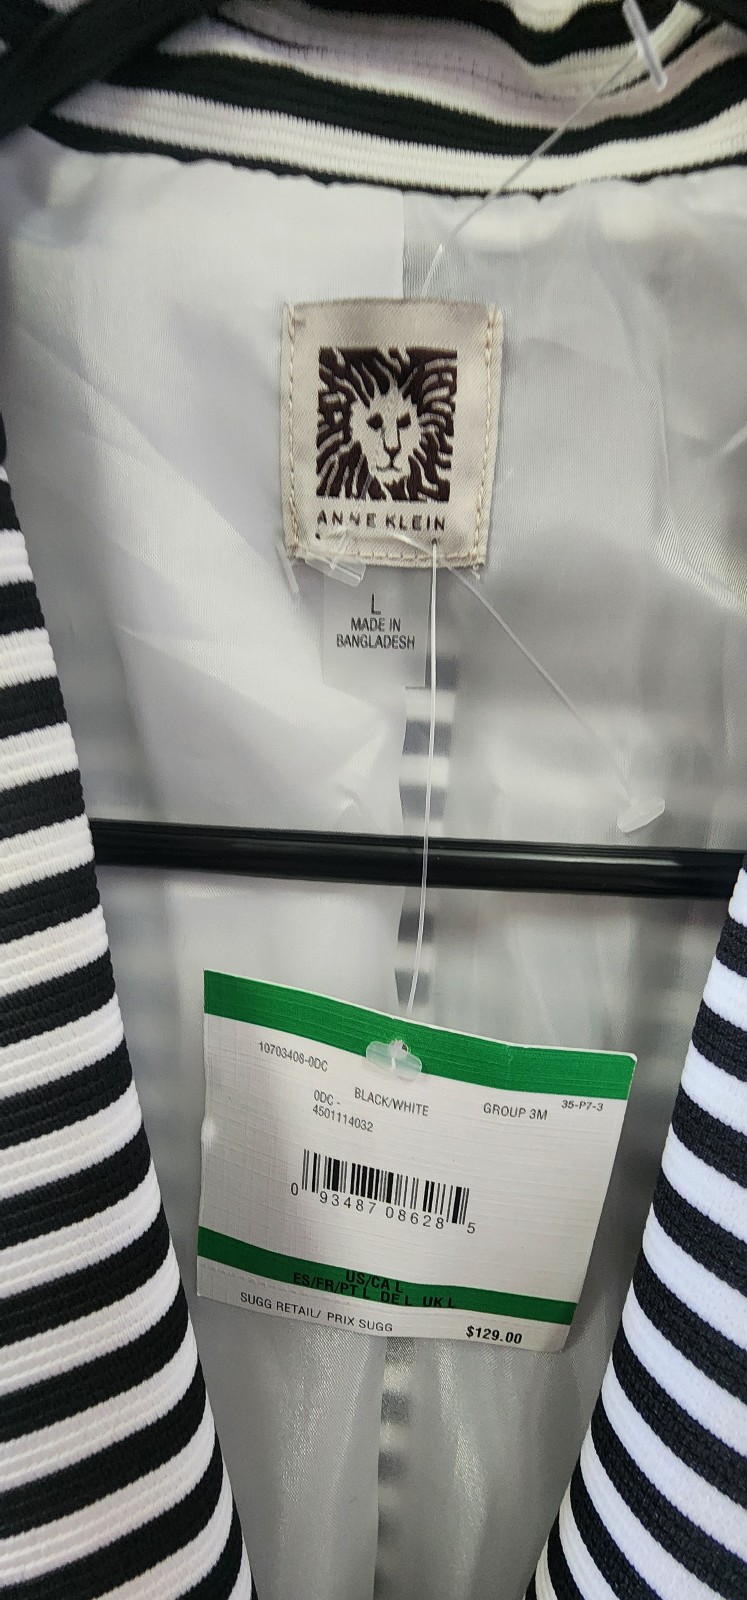 ANNE KLEIN
L
MADE IN
BANGLADESH
10703408-0DC
BLACK/WHITE
GROUP 3M
35-P7-3
0DC -
4501114032
0 93487 08628 5
US/CA L
ES/FR/PT L DE L UK L
SUGG RETAIL/ PRIX SUGG
$129.00